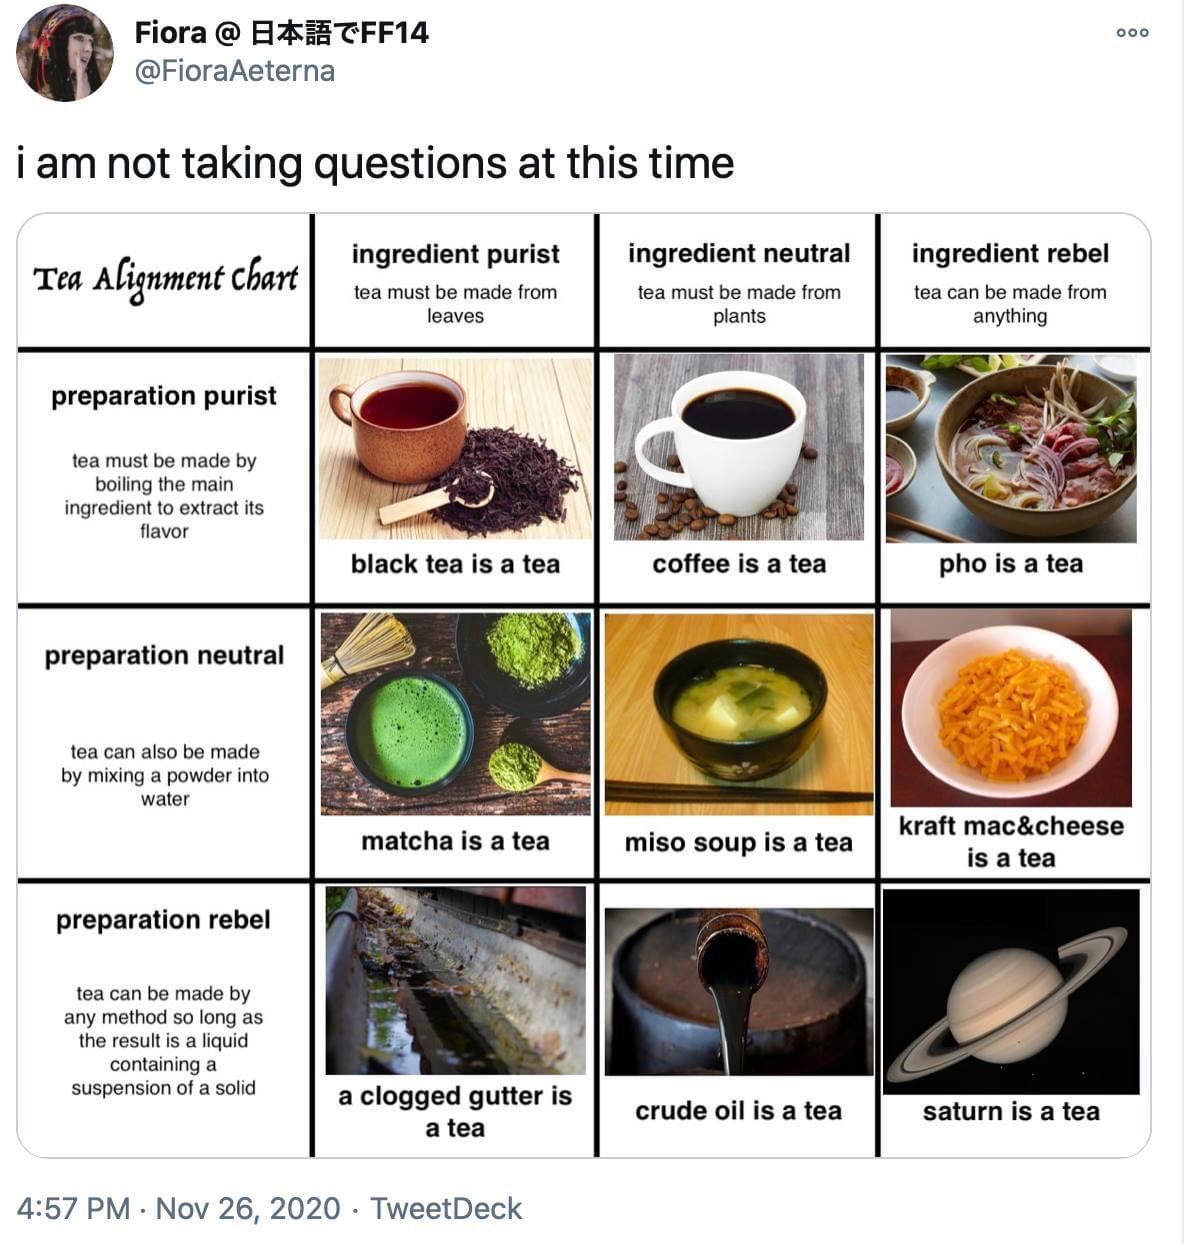 Fiora @ 日本語でFF14
@FioraAeterna
i am not taking questions at this time
Tea Alignment Chart
ingredient purist
tea must be made from
leaves
ingredient neutral
tea must be made from
plants
ingredient rebel
tea can be made from
anything
preparation purist
tea must be made by
boiling the main
ingredient to extract its
flavor
black tea is a tea
coffee is a tea
pho is a tea
preparation neutral
tea can also be made
by mixing a powder into
water
matcha is a tea
miso soup is a tea
kraft mac&cheese
is a tea
preparation rebel
tea can be made by
any method so long as
the result is a liquid
containing a
suspension of a solid
a clogged gutter is
a tea
crude oil is a tea
saturn is a tea
4:57 PM · Nov 26, 2020 · TweetDeck